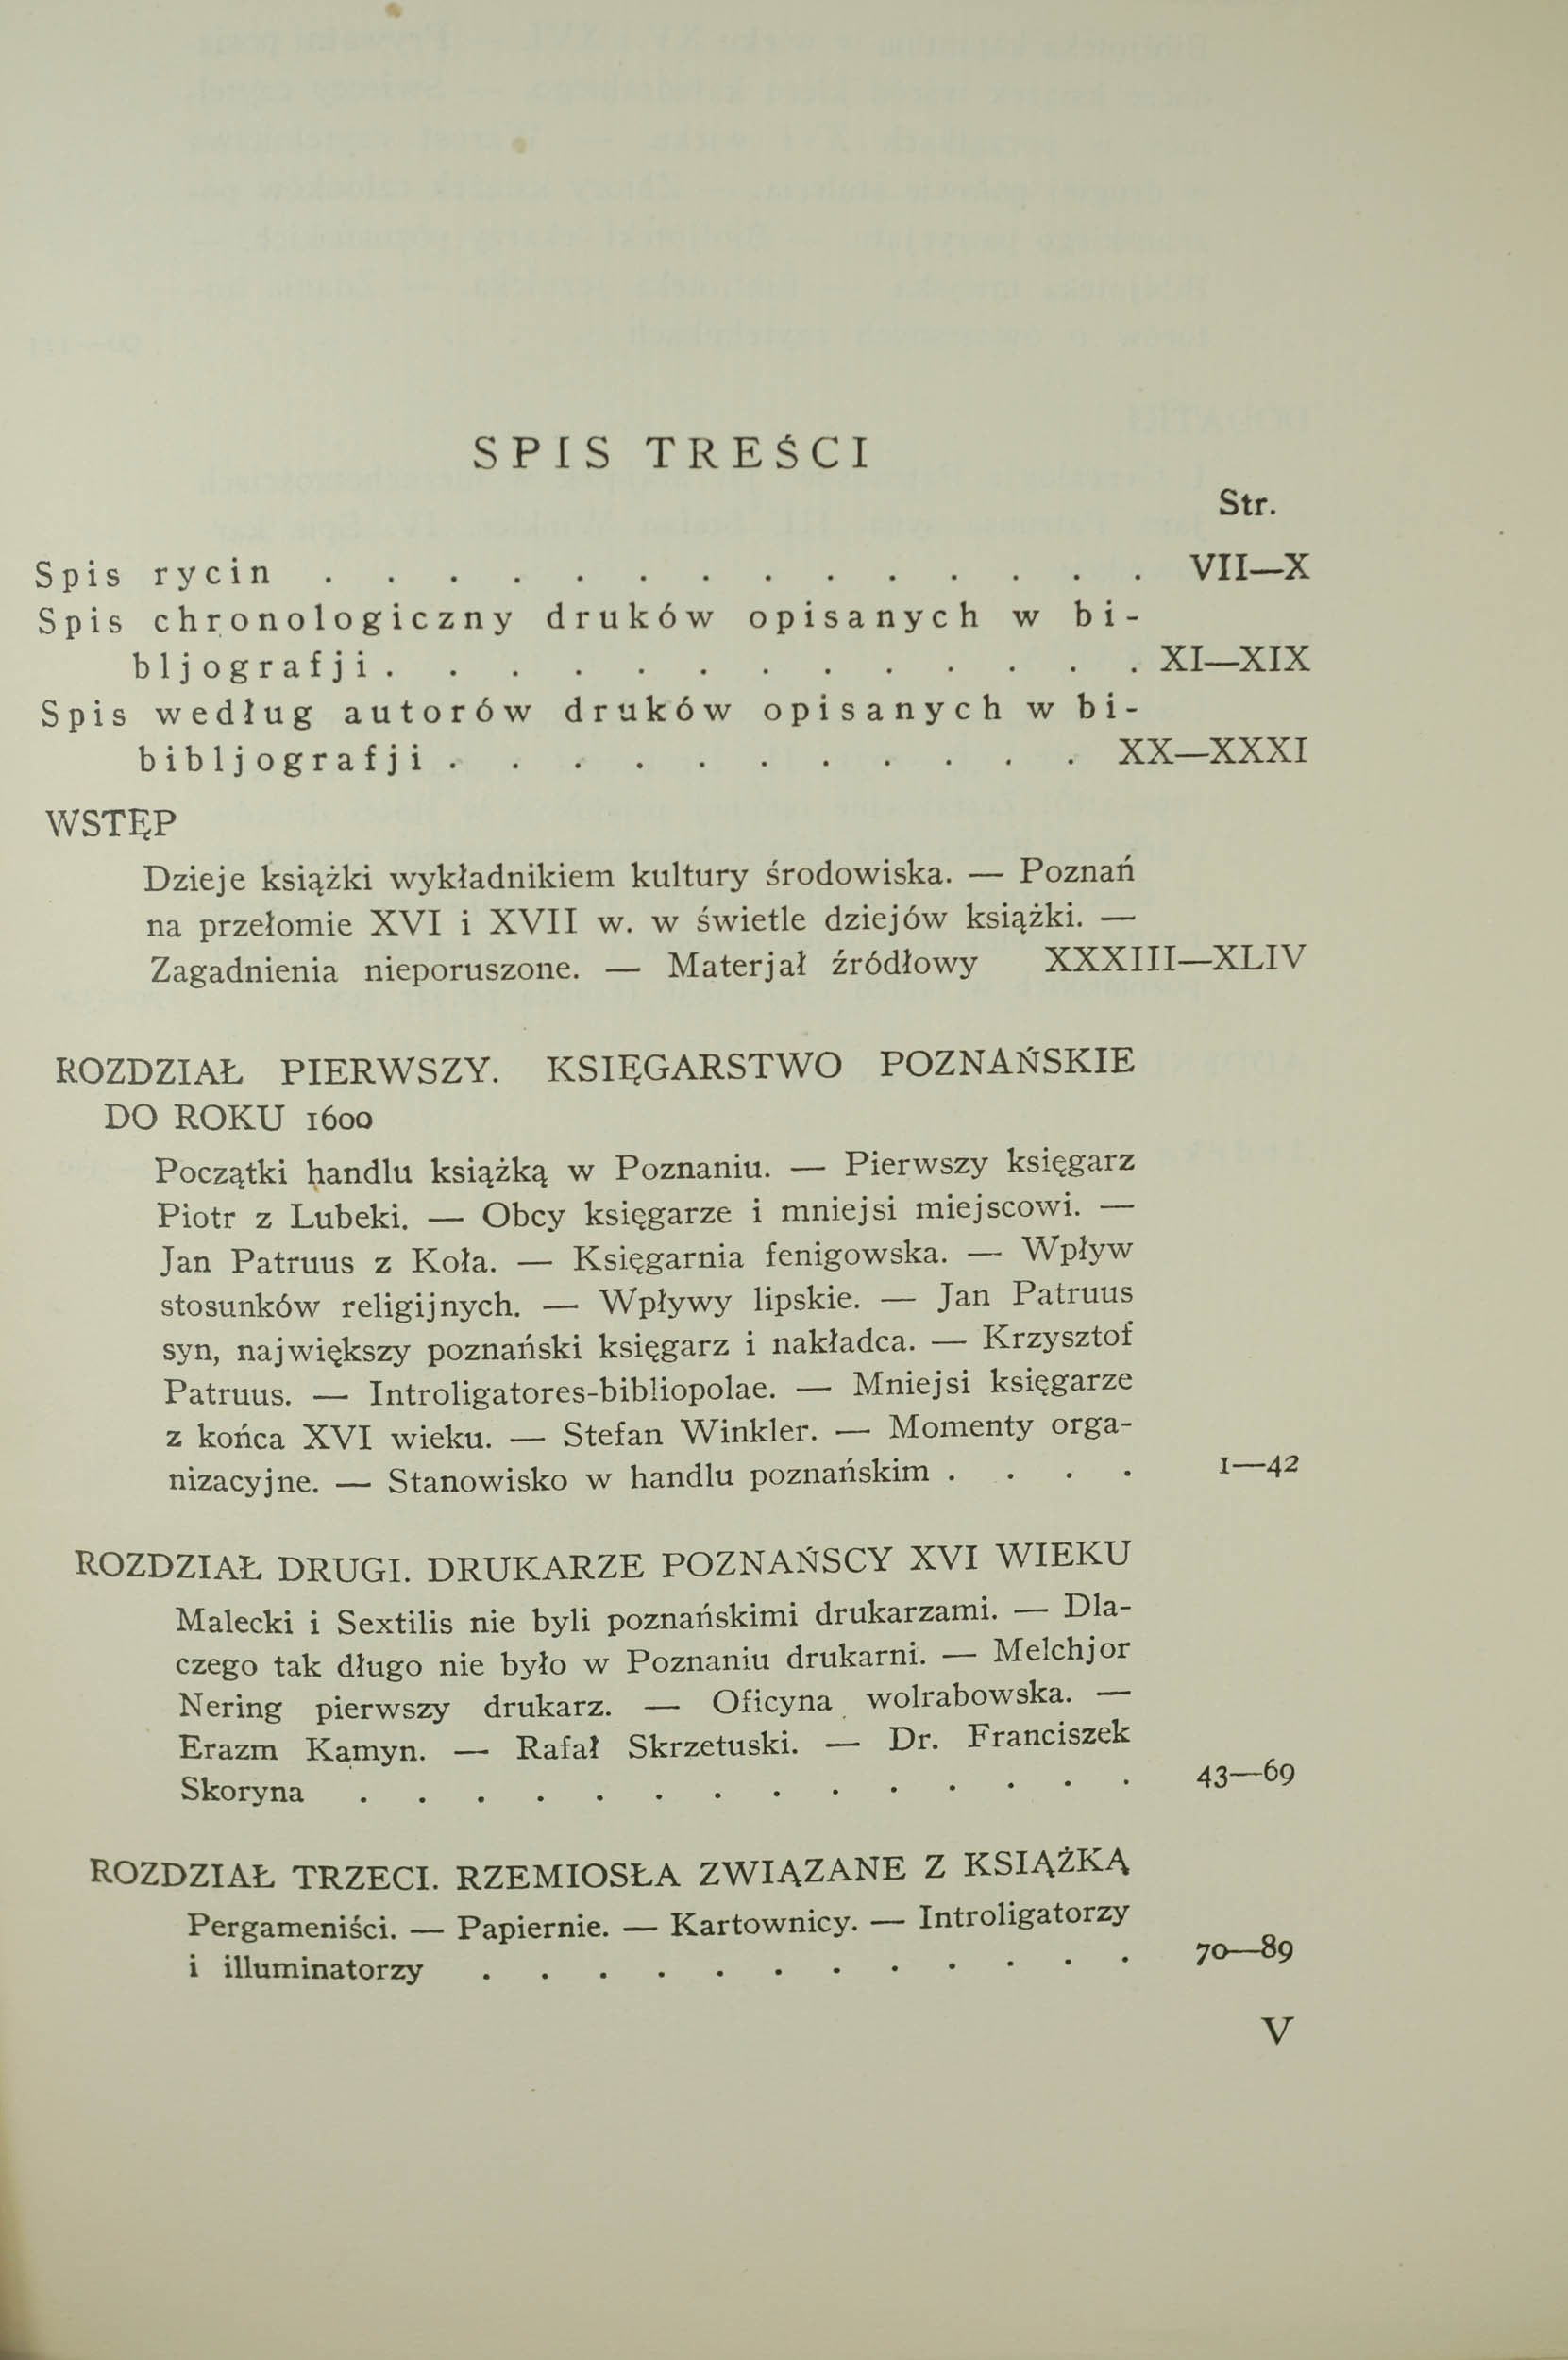 SPIS TREŚCI
Str.
Spis rycin . . . . . . . . . . . . . . VII—X
Spis chronologiczny druków opisanych w bi-
bljografji . . . . . . . . . . . . . XI—XIX
Spis według autorów druków opisanych w bi-
bibljografji . . . . . . . . . . . XX—XXXI
WSTĘP
Dzieje książki wykładnikiem kultury środowiska. — Poznań
na przełomie XVI i XVII w. w świetle dziejów książki. —
Zagadnienia nieporuszone. — Materjał źródłowy XXXIII—XLIV
ROZDZIAŁ PIERWSZY. KSIĘGARSTWO POZNAŃSKIE
DO ROKU 1600
Początki handlu książką w Poznaniu. — Pierwszy księgarz
Piotr z Lubeki. — Obcy księgarze i mniejsi miejscowi. —
Jan Patruus z Koła. — Księgarnia fenigowska. — Wpływ
stosunków religijnych. — Wpływy lipskie. — Jan Patruus
syn, największy poznański księgarz i nakładca. — Krzysztof
Patruus. — Introligatores-bibliopolae. — Mniejsi księgarze
z końca XVI wieku. — Stefan Winkler. — Momenty orga-
nizacyjne. — Stanowisko w handlu poznańskim . . . . 1—42
ROZDZIAŁ DRUGI. DRUKARZE POZNAŃSCY XVI WIEKU
Malecki i Sextilis nie byli poznańskimi drukarzami. — Dla-
czego tak długo nie było w Poznaniu drukarni. — Melchjor
Nering pierwszy drukarz. — Oficyna wolrabowska. —
Erazm Kamyn. — Rafał Skrzetuski. — Dr. Franciszek
Skoryna . . . . . . . . . . . . . . 43—69
ROZDZIAŁ TRZECI. RZEMIOSŁA ZWIĄZANE Z KSIĄŻKĄ
Pergameniści. — Papiernie. — Kartownicy. — Introligatorzy
i illuminatorzy . . . . . . . . . . . . 70—89
V